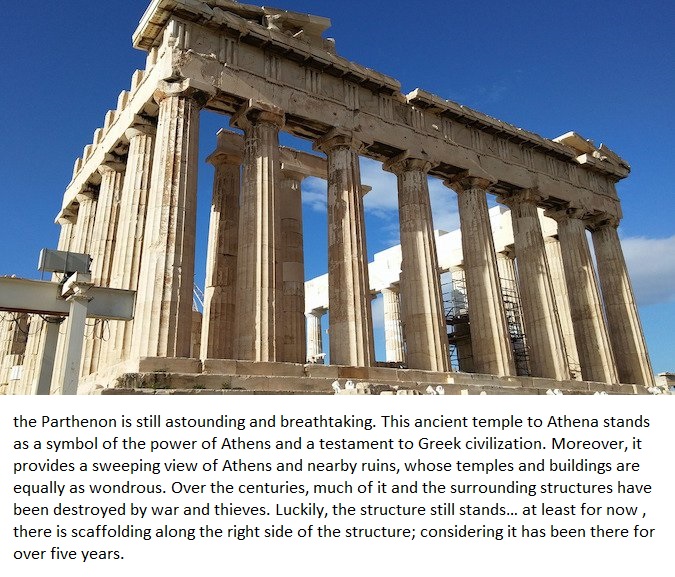 the Parthenon is still astounding and breathtaking. This ancient temple to Athena stands
as a symbol of the power of Athens and a testament to Greek civilization. Moreover, it
provides a sweeping view of Athens and nearby ruins, whose temples and buildings are
equally as wondrous. Over the centuries, much of it and the surrounding structures have
been destroyed by war and thieves. Luckily, the structure still stands... at least for now ,
there is scaffolding along the right side of the structure; considering it has been there for
over five years.